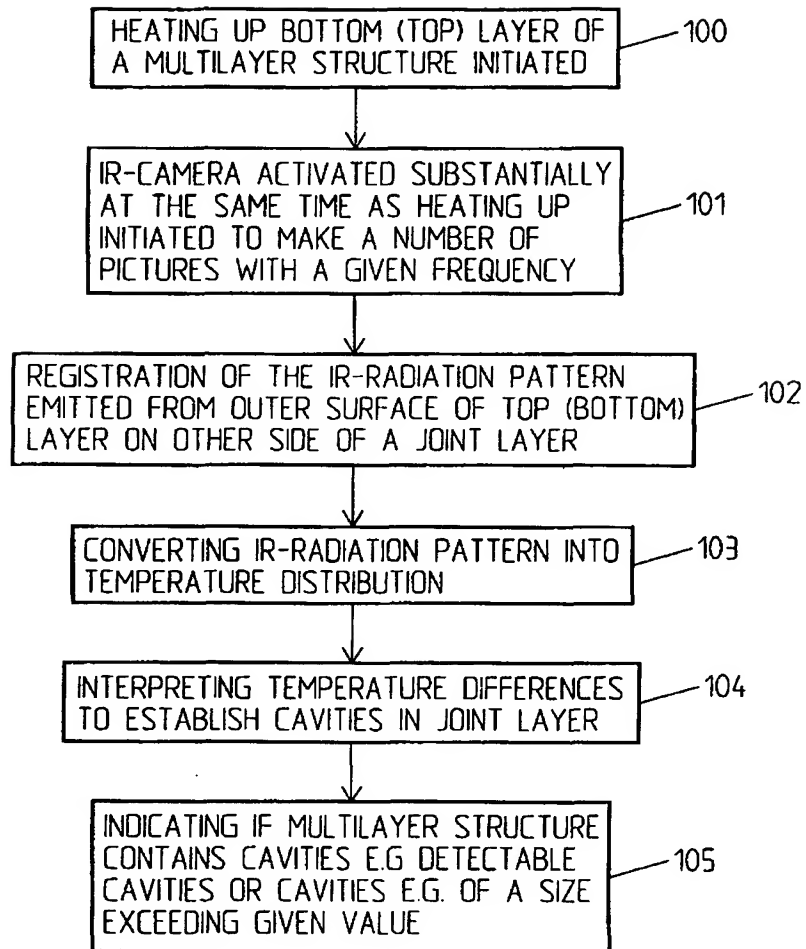 HEATING UP BOTTOM (TOP) LAYER OF
A MULTILAYER STRUCTURE INITIATED
100
IR-CAMERA ACTIVATED SUBSTANTIALLY
AT THE SAME TIME AS HEATING UP
INITIATED TO MAKE A NUMBER OF
PICTURES WITH A GIVEN FREQUENCY
101
REGISTRATION OF THE IR-RADIATION PATTERN
EMITTED FROM OUTER SURFACE OF TOP (BOTTOM)
LAYER ON OTHER SIDE OF A JOINT LAYER
102
CONVERTING IR-RADIATION PATTERN INTO
TEMPERATURE DISTRIBUTION
103
INTERPRETING TEMPERATURE DIFFERENCES
TO ESTABLISH CAVITIES IN JOINT LAYER
104
INDICATING IF MULTILAYER STRUCTURE
CONTAINS CAVITIES E.G DETECTABLE
CAVITIES OR CAVITIES E.G. OF A SIZE
EXCEEDING GIVEN VALUE
105